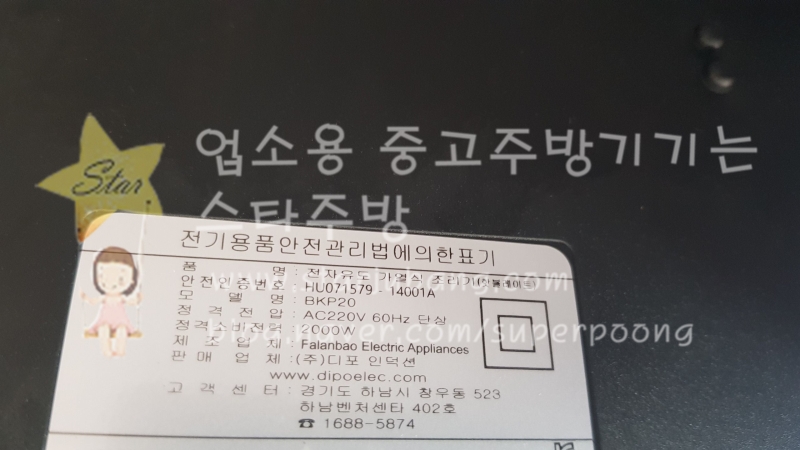 업소용 중고주방기기는
Star
스타주방
전기용품안전관리법에의한표기
품 명 : 전자유도 가열식 조리기(핫플레이트)
안전인증번호 : HU071579 - 14001A
모 델 명 : BKP20
정 격 전 압 : AC220V 60Hz 단상
정격소비전력 : 2000W
제 조 업 체 : Falanbao Electric Appliances
판 매 업 체 : (주)디포 인덕션
www.dipoelec.com
고 객 센 터 : 경기도 하남시 창우동 523
하남벤처센타 402호
☎ 1688-5874
blog.naver.com/superpoong